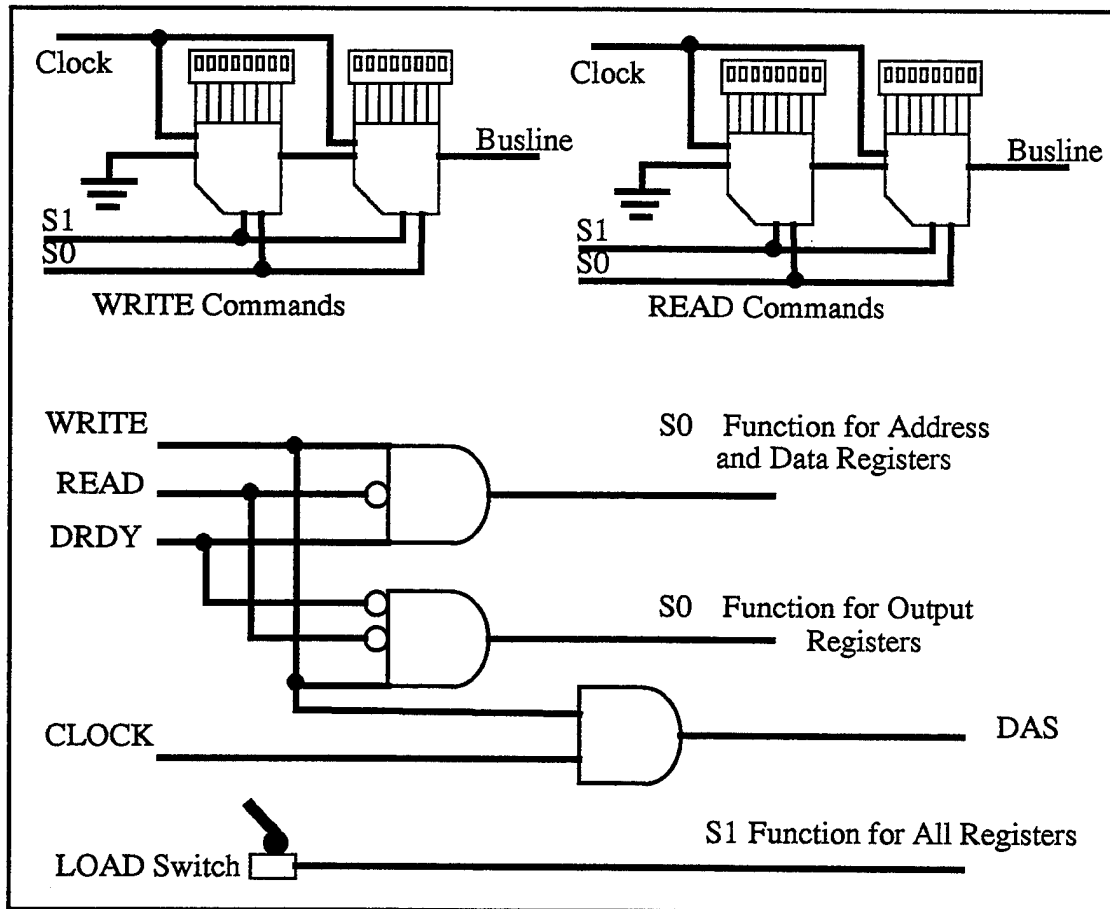 Clock
Busline
S1
S0
WRITE Commands
Clock
Busline
S1
S0
READ Commands
WRITE
READ
DRDY
S0 Function for Address
and Data Registers
S0 Function for Output
Registers
CLOCK
DAS
S1 Function for All Registers
LOAD Switch